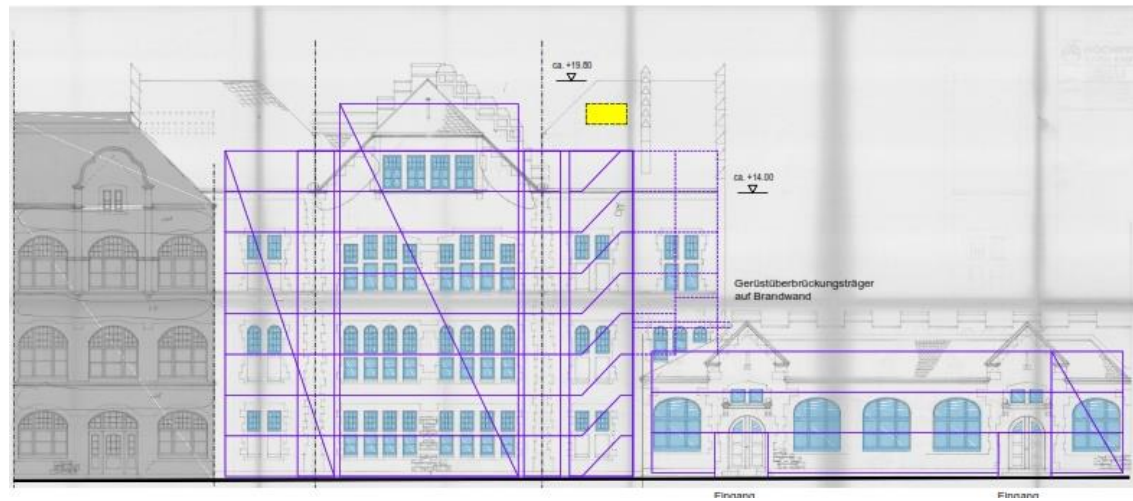 ca. +19.80
ca. +14.00
Gerüstüberbrückungsträger
auf Brandwand
Eingang
Eingang